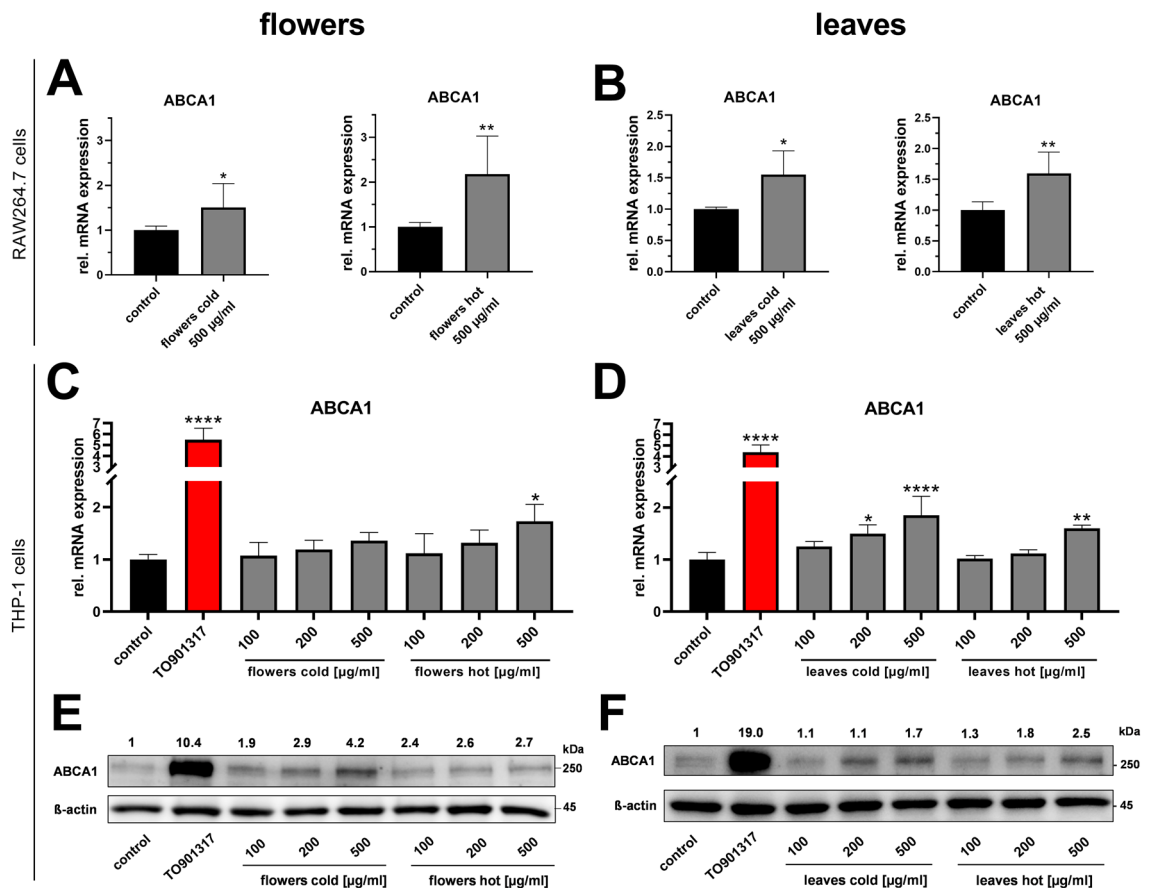 flowers
leaves
RAW264.7 cells
A
ABCA1
rel. mRNA expression
3
2
1
0
*
control
flowers cold
500 µg/ml
ABCA1
rel. mRNA expression
3
2
1
0
**
control
flowers hot
500 µg/ml
B
ABCA1
rel. mRNA expression
2.5
2.0
1.5
1.0
0.5
0.0
*
control
leaves cold
500 µg/ml
ABCA1
rel. mRNA expression
2.5
2.0
1.5
1.0
0.5
0.0
**
control
leaves hot
500 µg/ml
THP-1 cells
C
ABCA1
rel. mRNA expression
7
6
5
4
3
2
1
0
****
*
control
TO901317
100
200
500
100
200
500
flowers cold [µg/ml]
flowers hot [µg/ml]
D
ABCA1
rel. mRNA expression
7
6
5
4
3
2
1
0
****
*
****
**
control
TO901317
100
200
500
100
200
500
leaves cold [µg/ml]
leaves hot [µg/ml]
E
1 10.4 1.9 2.9 4.2 2.4 2.6 2.7
kDa
ABCA1
250
ß-actin
45
control
TO901317
100
200
500
100
200
500
flowers cold [µg/ml]
flowers hot [µg/ml]
F
1 19.0 1.1 1.1 1.7 1.3 1.8 2.5
kDa
ABCA1
250
ß-actin
45
control
TO901317
100
200
500
100
200
500
leaves cold [µg/ml]
leaves hot [µg/ml]